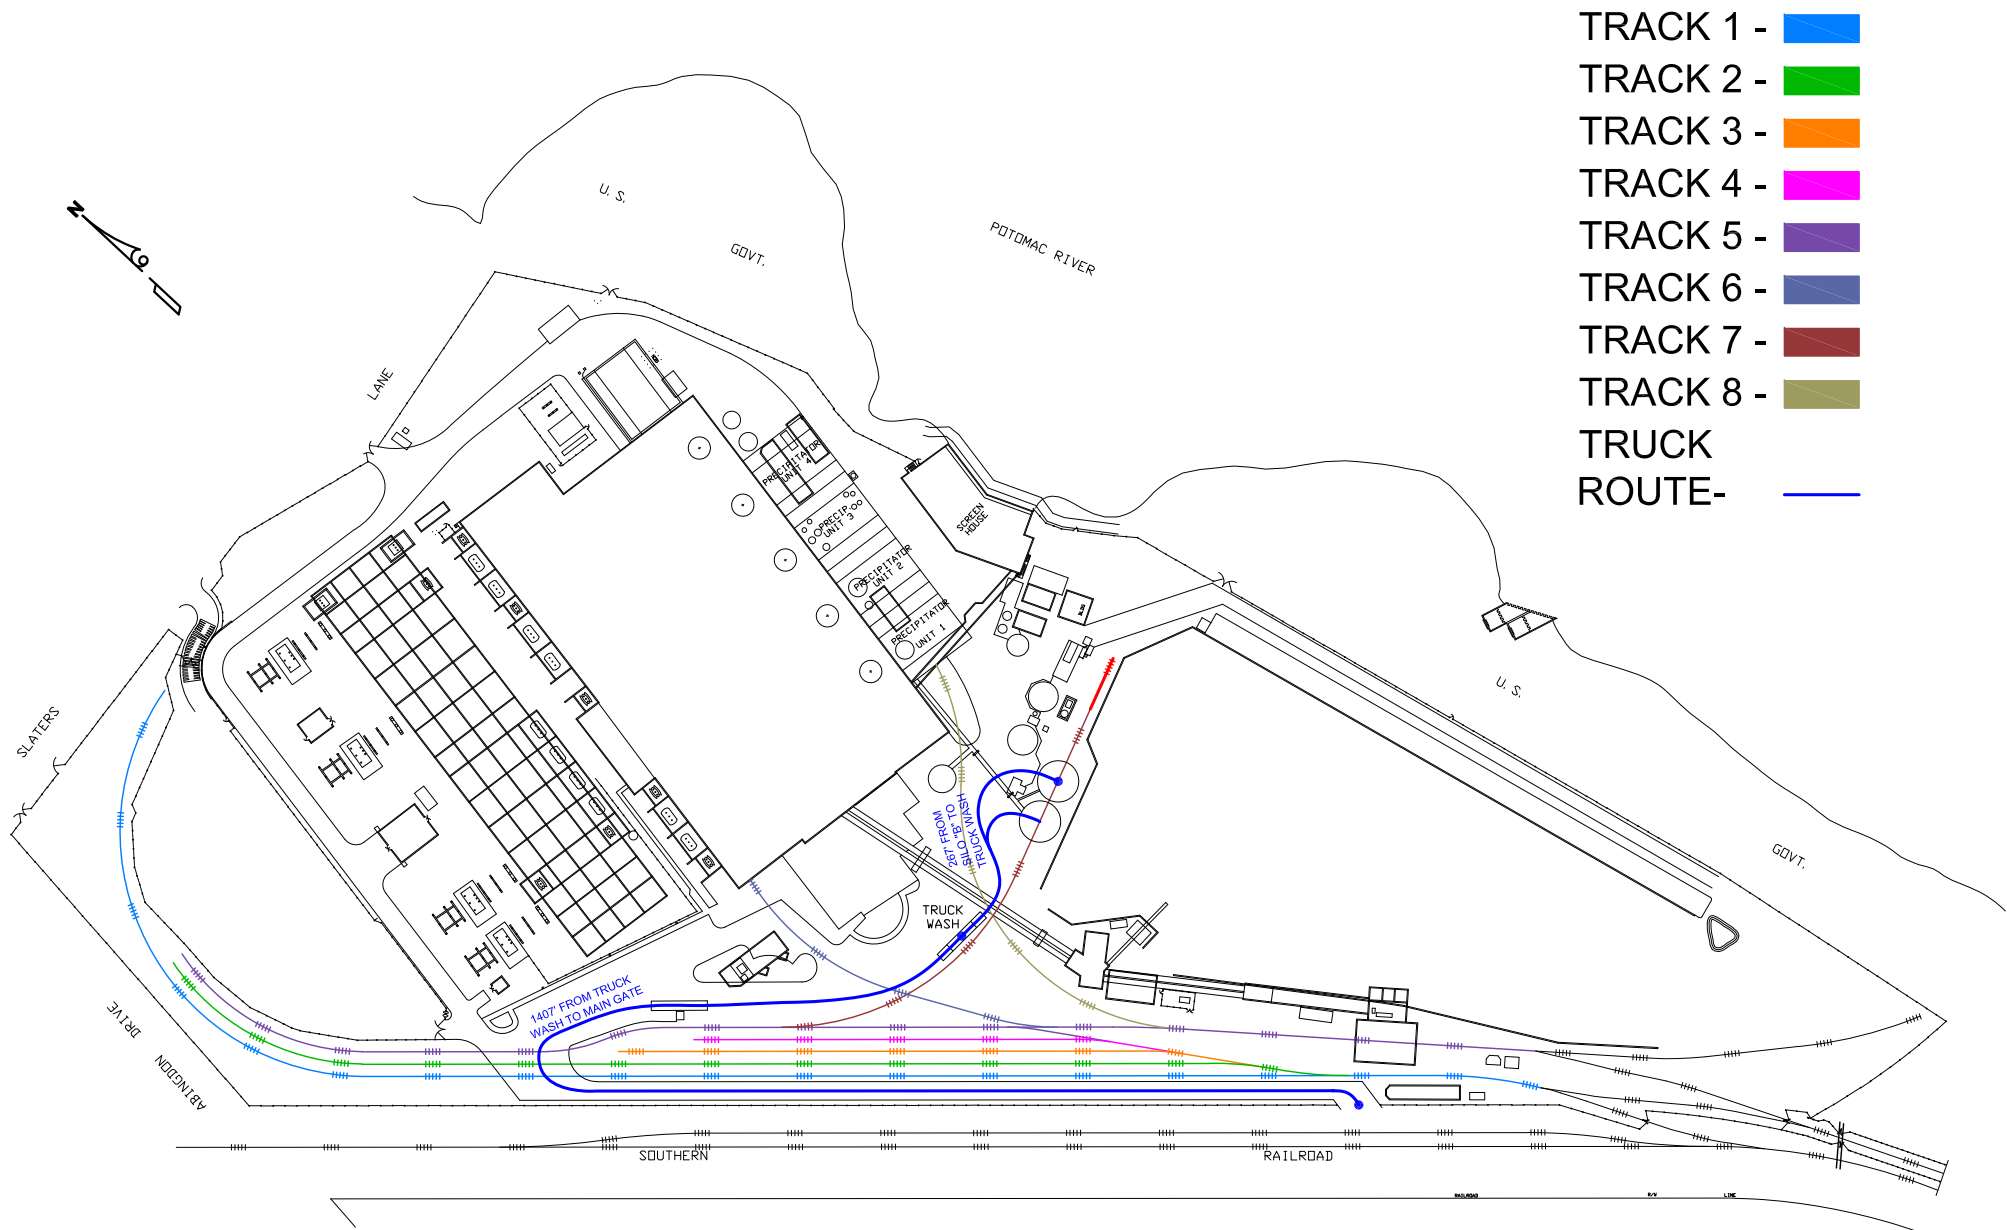 TRACK 1 -
TRACK 2 -
TRACK 3 -
TRACK 4 -
TRACK 5 -
TRACK 6 -
TRACK 7 -
TRACK 8 -
TRUCK
ROUTE-
N
U. S.
GOVT.
POTOMAC RIVER
LANE
PRECIPITATOR
UNIT 4
PRECIP.
UNIT 3
PRECIPITATOR
UNIT 2
PRECIPITATOR
UNIT 1
SCREEN
HOUSE
U. S.
GOVT.
SLATERS
267' FROM
SILO "B" TO
TRUCK WASH
TRUCK
WASH
1407' FROM TRUCK
WASH TO MAIN GATE
ABINGDON DRIVE
SOUTHERN RAILROAD
RAILROAD R/W LINE